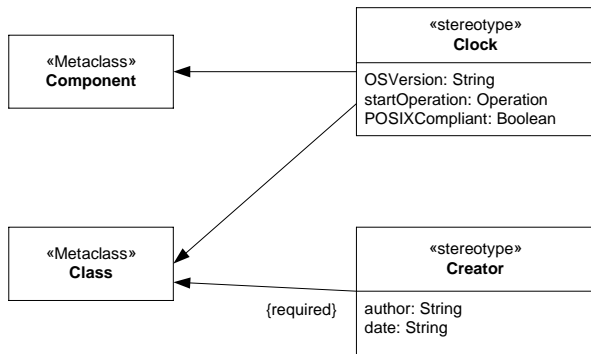 «Metaclass»
Component
«stereotype»
Clock
OSVersion: String
startOperation: Operation
POSIXCompliant: Boolean
«Metaclass»
Class
«stereotype»
Creator
{required}
author: String
date: String